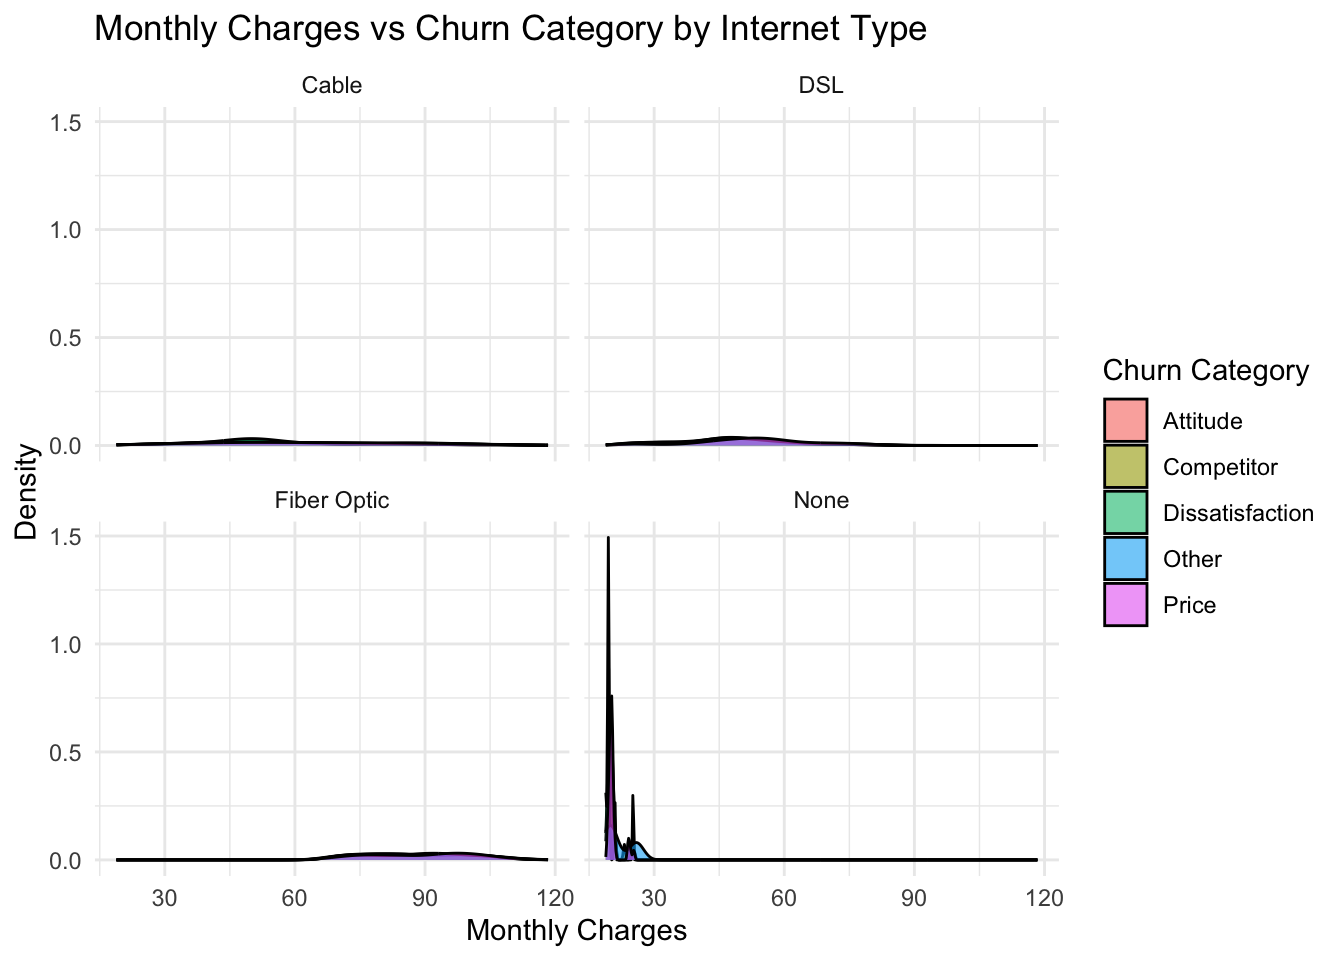 Monthly Charges vs Churn Category by Internet Type
Cable
DSL
1.5
1.0
0.5
0.0
Fiber Optic
None
1.5
1.0
0.5
0.0
30 60 90 120 30 60 90 120
Monthly Charges
Density
Churn Category
Attitude
Competitor
Dissatisfaction
Other
Price